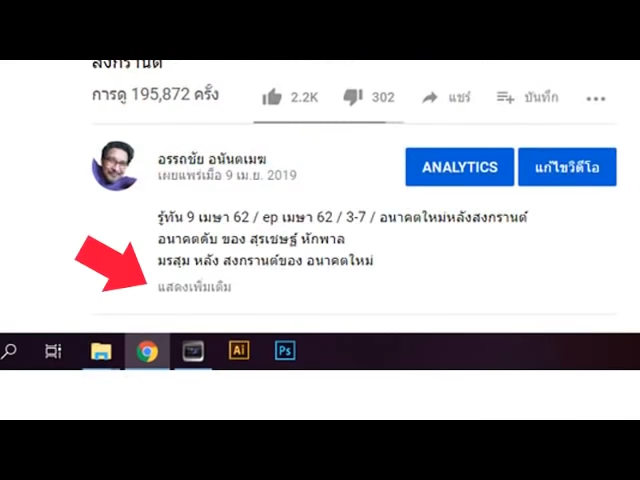 สงกรานต์
การดู 195,872 ครั้ง
2.2K
302
แชร์
บันทึก
อรรถชัย อนันตเมฆ
เผยแพร่เมื่อ 9 เม.ย. 2019
ANALYTICS
แก้ไขวิดีโอ
รู้ทัน 9 เมษา 62 / ep เมษา 62 / 3-7 / อนาคตใหม่หลังสงกรานต์
อนาคตดับ ของ สุรเชษฐ์ หักพาล
มรสุม หลัง สงกรานต์ของ อนาคตใหม่
แสดงเพิ่มเติม
Ai
Ps